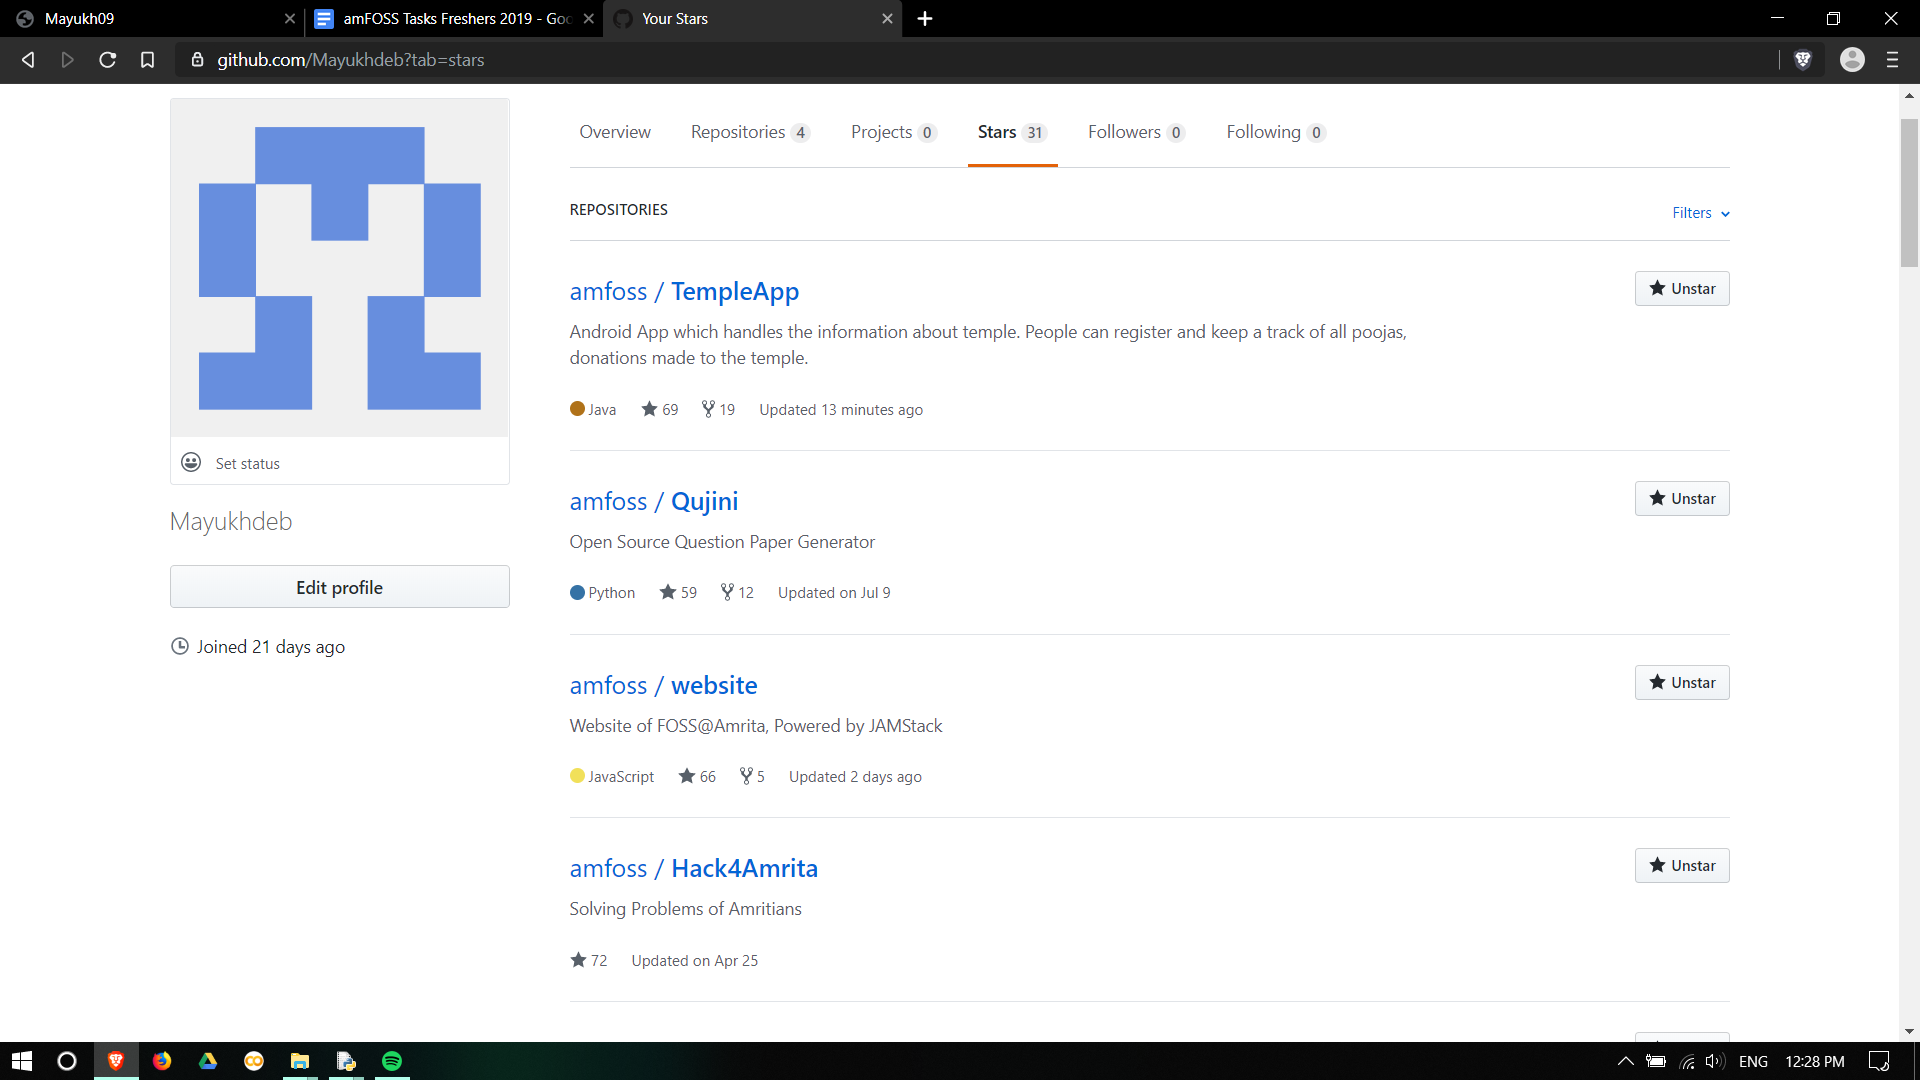 Mayukh09
amFOSS Tasks Freshers 2019 - Goo
Your Stars
github.com/Mayukhdeb?tab=stars
Overview
Repositories 4
Projects 0
Stars 31
Followers 0
Following 0
REPOSITORIES
Filters
amfoss / TempleApp
Unstar
Android App which handles the information about temple. People can register and keep a track of all poojas,
donations made to the temple.
Java 69 19 Updated 13 minutes ago
Set status
Mayukhdeb
Edit profile
Joined 21 days ago
amfoss / Qujini
Unstar
Open Source Question Paper Generator
Python 59 12 Updated on Jul 9
amfoss / website
Unstar
Website of FOSS@Amrita, Powered by JAMStack
JavaScript 66 5 Updated 2 days ago
amfoss / Hack4Amrita
Unstar
Solving Problems of Amritians
72 Updated on Apr 25
ENG
12:28 PM